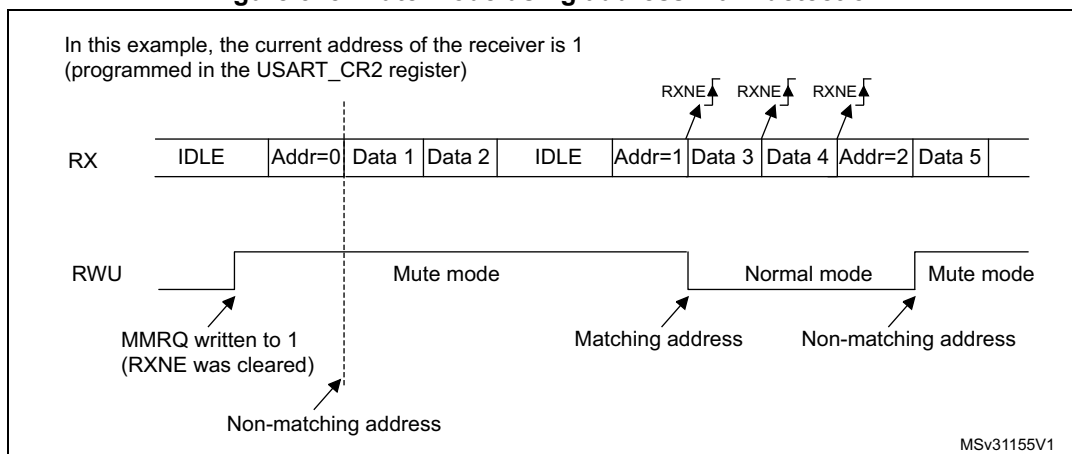 In this example, the current address of the receiver is 1
(programmed in the USART_CR2 register)
RXNE RXNE RXNE
RX IDLE Addr=0 Data 1 Data 2 IDLE Addr=1 Data 3 Data 4 Addr=2 Data 5
RWU Mute mode Normal mode Mute mode
MMRQ written to 1 Matching address Non-matching address
(RXNE was cleared)
Non-matching address
MSv31155V1